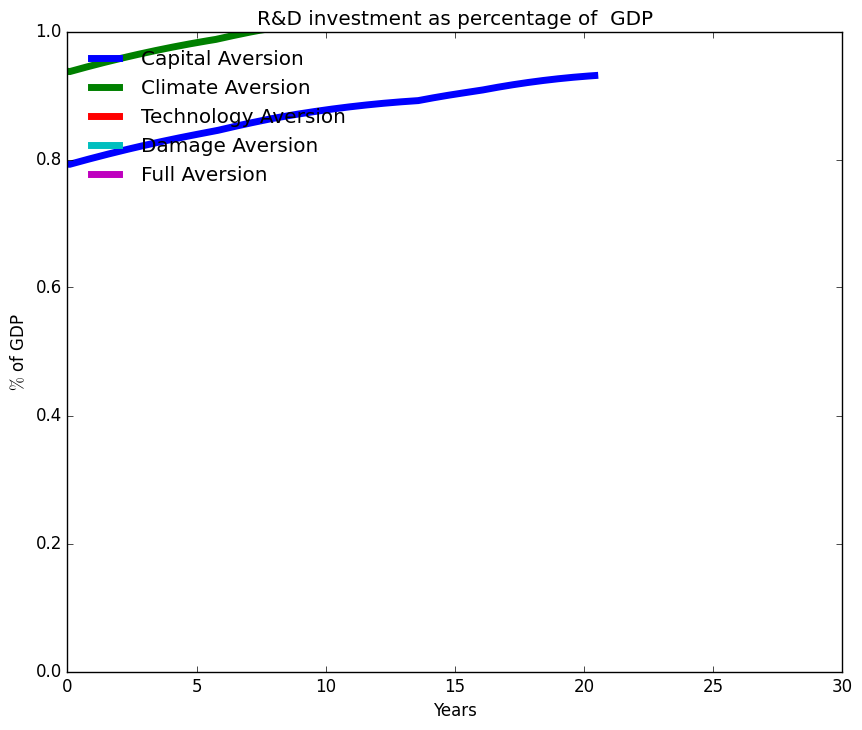 R&D investment as percentage of  GDP
1.0
0.8
0.6
0.4
0.2
0.0
% of GDP
Capital Aversion
Climate Aversion
Technology Aversion
Damage Aversion
Full Aversion
0 5 10 15 20 25 30
Years